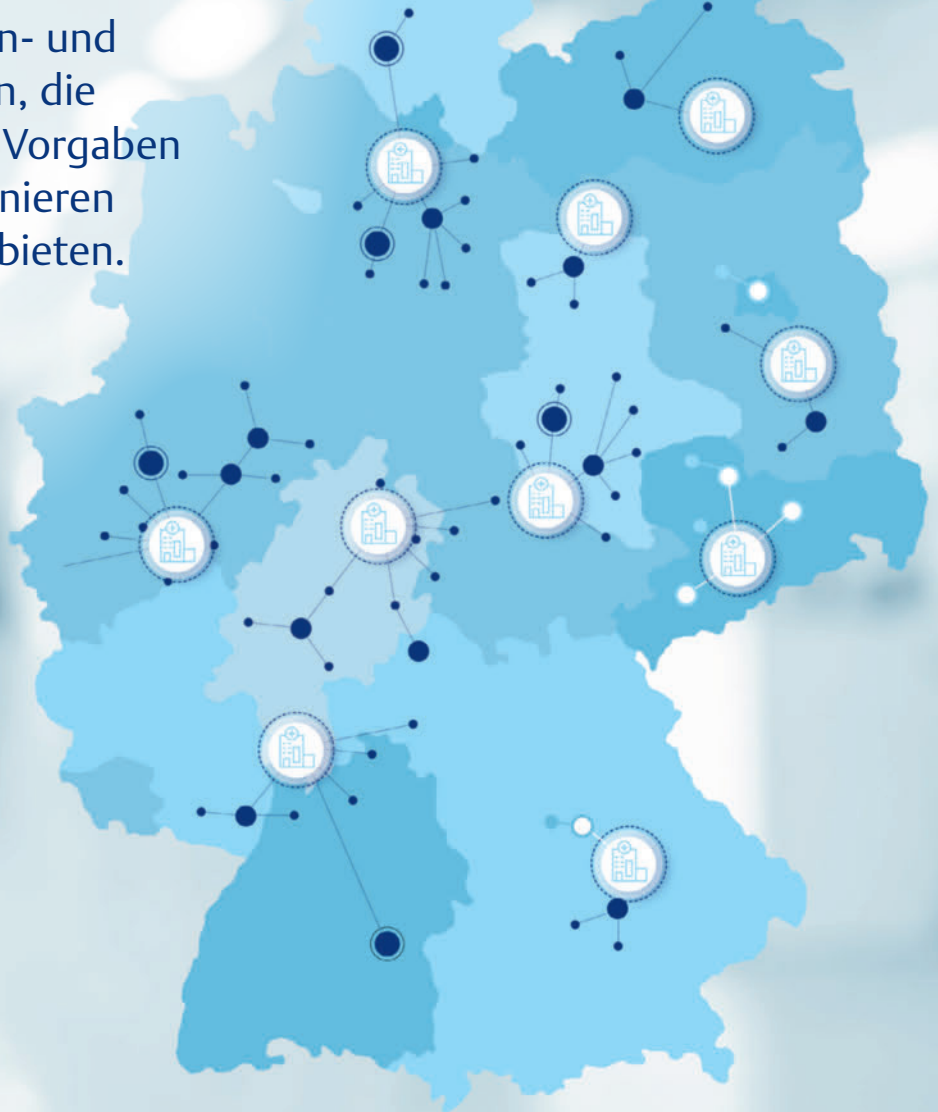 n- und
n, die
Vorgaben
nieren
bieten.